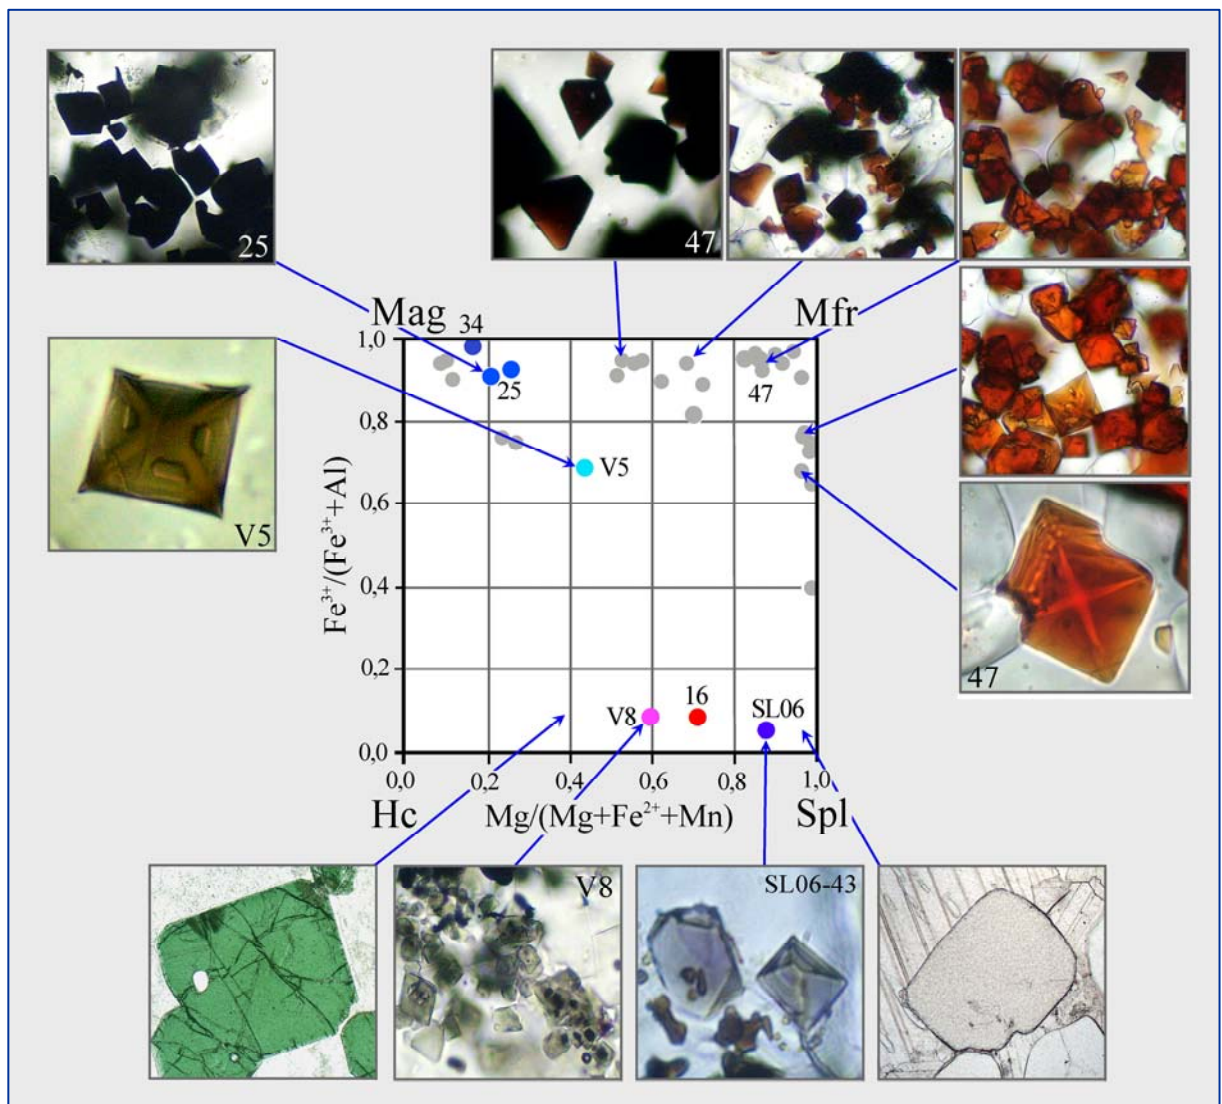 25
47
Mag
Mfr
34
1,0
25
47
0,8
V5
V5
0,6
Fe³⁺/(Fe³⁺+Al)
0,4
47
0,2
V8
16
SL06
0,0
0,0
0,2
0,4
0,6
0,8
1,0
Hc
Mg/(Mg+Fe²⁺+Mn)
Spl
V8
SL06-43